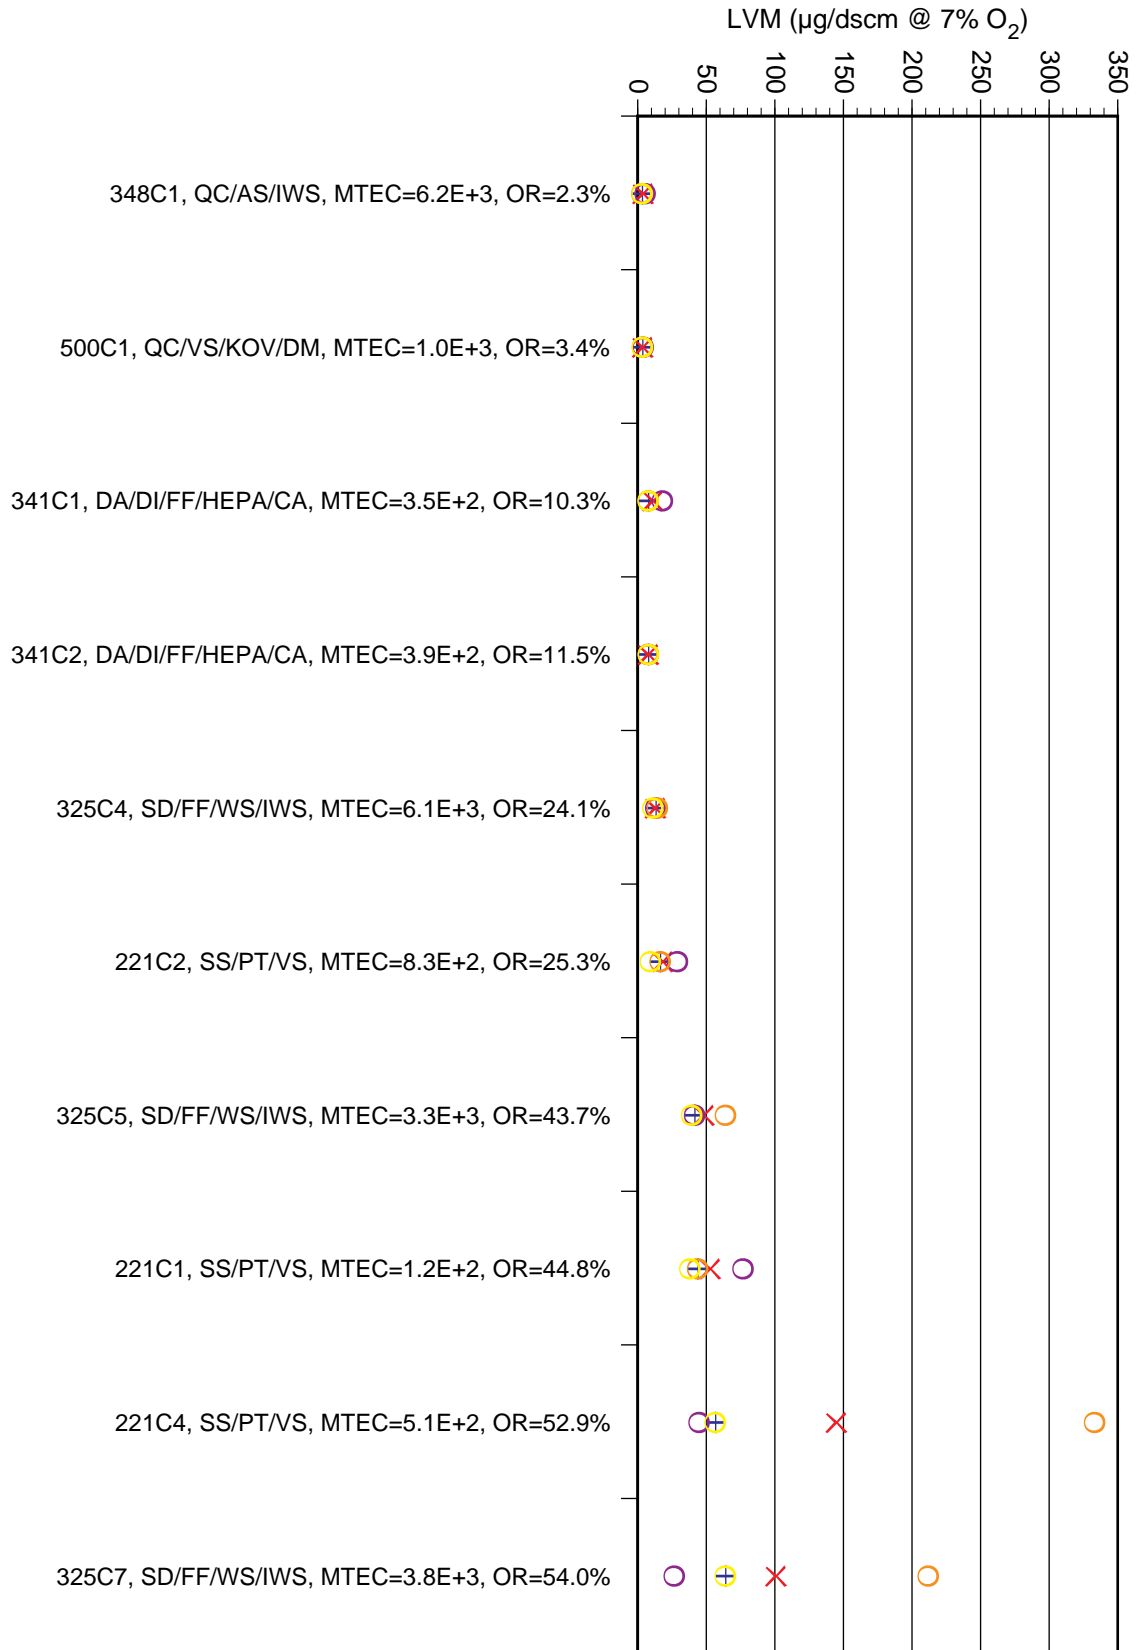 LVM (µg/dscm @ 7% O2)
0
50
100
150
200
250
300
350
348C1, QC/AS/IWS, MTEC=6.2E+3, OR=2.3%
500C1, QC/VS/KOV/DM, MTEC=1.0E+3, OR=3.4%
341C1, DA/DI/FF/HEPA/CA, MTEC=3.5E+2, OR=10.3%
341C2, DA/DI/FF/HEPA/CA, MTEC=3.9E+2, OR=11.5%
325C4, SD/FF/WS/IWS, MTEC=6.1E+3, OR=24.1%
221C2, SS/PT/VS, MTEC=8.3E+2, OR=25.3%
325C5, SD/FF/WS/IWS, MTEC=3.3E+3, OR=43.7%
221C1, SS/PT/VS, MTEC=1.2E+2, OR=44.8%
221C4, SS/PT/VS, MTEC=5.1E+2, OR=52.9%
325C7, SD/FF/WS/IWS, MTEC=3.8E+3, OR=54.0%